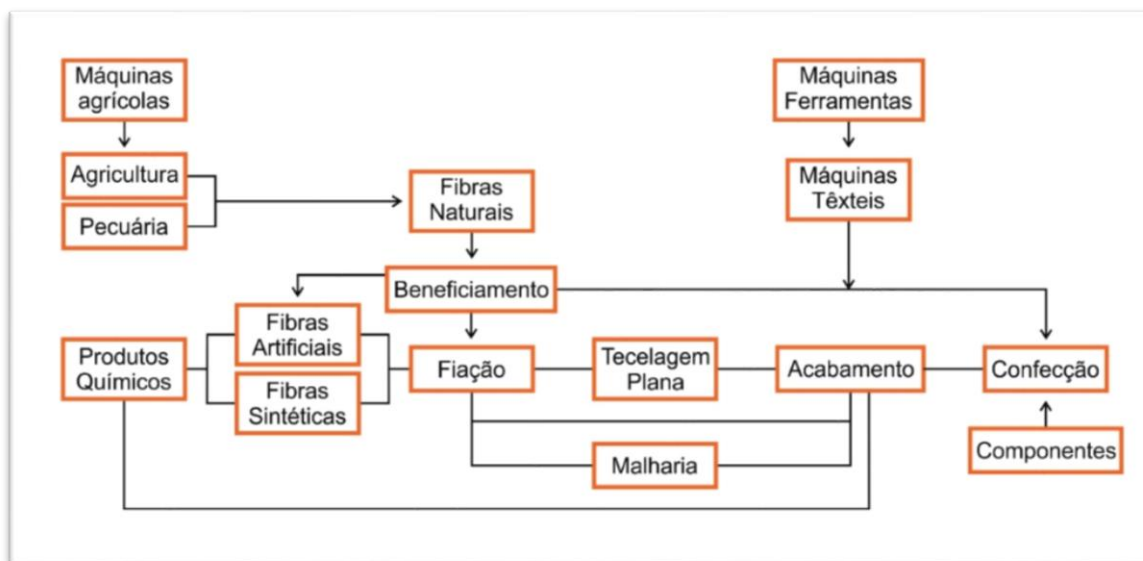 Máquinas
agrícolas
Máquinas
Ferramentas
Agricultura
Pecuária
Fibras
Naturais
Máquinas
Têxteis
Beneficiamento
Fibras
Artificiais
Produtos
Químicos
Fibras
Sintéticas
Fiação
Tecelagem
Plana
Acabamento
Confecção
Malharia
Componentes